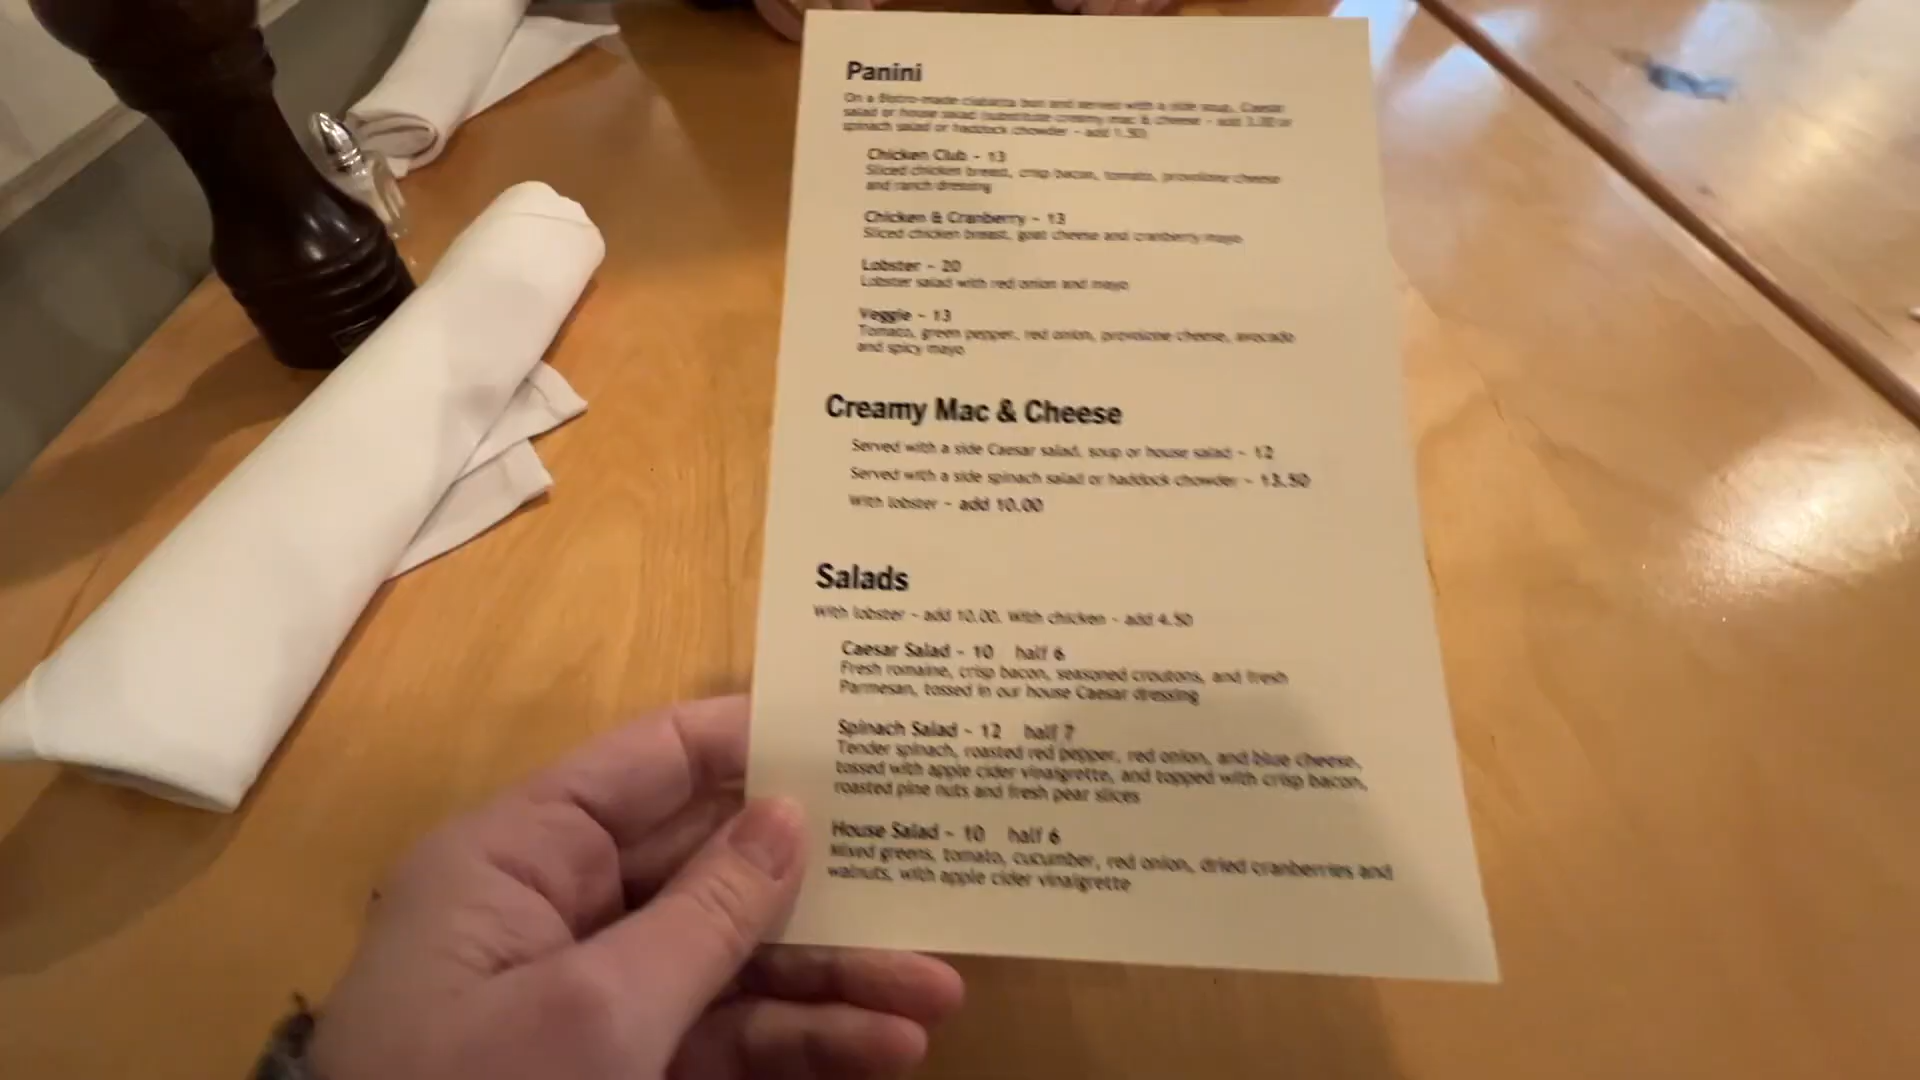 Panini
On a Bistro-made ciabatta bun and served with a side soup, Caesar
salad or house salad (substitute creamy mac & cheese - add 3.00 or
spinach salad or haddock chowder - add 1.50)
Chicken Club - 13
Sliced chicken breast, crisp bacon, tomato, provolone cheese
and ranch dressing
Chicken & Cranberry - 13
Sliced chicken breast, goat cheese and cranberry mayo
Lobster - 20
Lobster salad with red onion and mayo
Veggie - 13
Tomato, green pepper, red onion, provolone cheese, avocado
and spicy mayo
Creamy Mac & Cheese
Served with a side Caesar salad, soup or house salad - 12
Served with a side spinach salad or haddock chowder - 13.50
With lobster - add 10.00
Salads
With lobster - add 10.00, With chicken - add 4.50
Caesar Salad - 10 half 6
Fresh romaine, crisp bacon, seasoned croutons, and fresh
Parmesan, tossed in our house Caesar dressing
Spinach Salad - 12 half 7
Tender spinach, roasted red pepper, red onion, and blue cheese,
tossed with apple cider vinaigrette, and topped with crisp bacon,
roasted pine nuts and fresh pear slices
House Salad - 10 half 6
Mixed greens, tomato, cucumber, red onion, dried cranberries and
walnuts, with apple cider vinaigrette